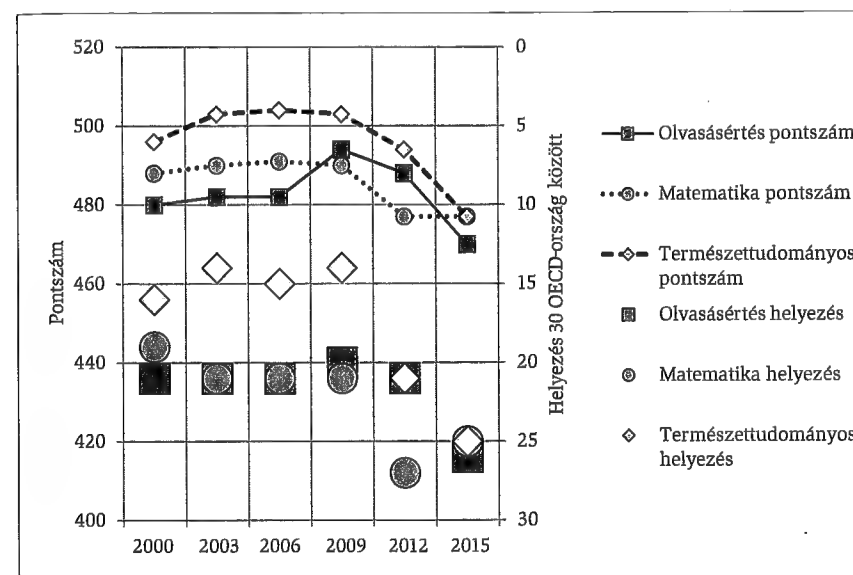 520
500
480
460
440
420
400
Pontszám
0
5
10
15
20
25
30
Helyezés 30 OECD-ország között
2000 2003 2006 2009 2012 2015
Olvasásértés pontszám
Matematika pontszám
Természettudományos
pontszám
Olvasásértés helyezés
Matematika helyezés
Természettudományos
helyezés